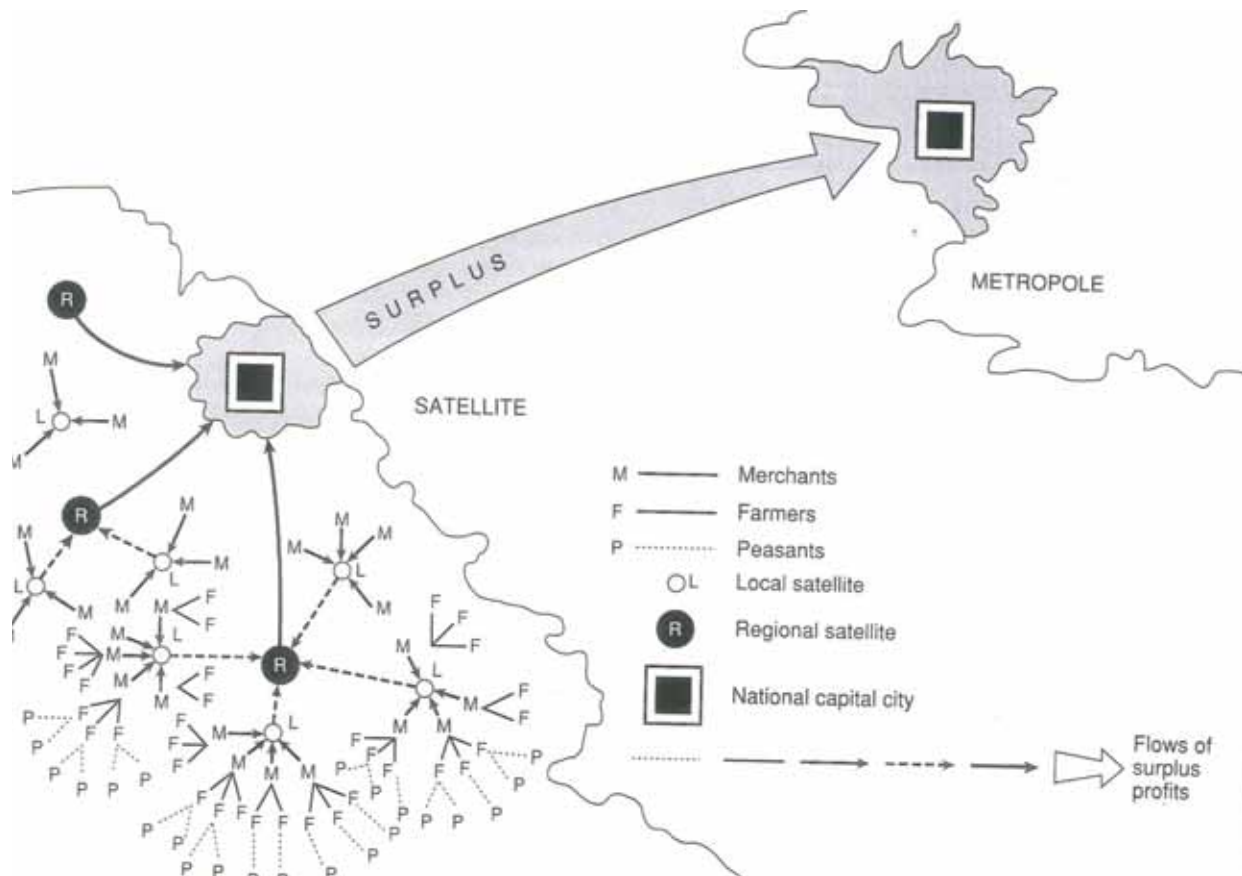 METROPOLE
SURPLUS
R
SATELLITE
M
L
M
M
R
M
M
M
M
M
L
M
L
M
L
M
M
M
M
M
F
F
F
M
L
F
F
F
F
M
F
F
M
M
F
F
R
F
F
F
M
L
M
F
F
P
F
F
F
P
P
P
P
F
F
F
M
L
M
M
M
M
F
F
F
F
F
F
F
F
P
P
P
P
P
P
P
P
M
M
F
F
F
F
F
P
P
P
P
P
P
M Merchants
F Farmers
P Peasants
L Local satellite
R Regional satellite
National capital city
Flows of
surplus
profits